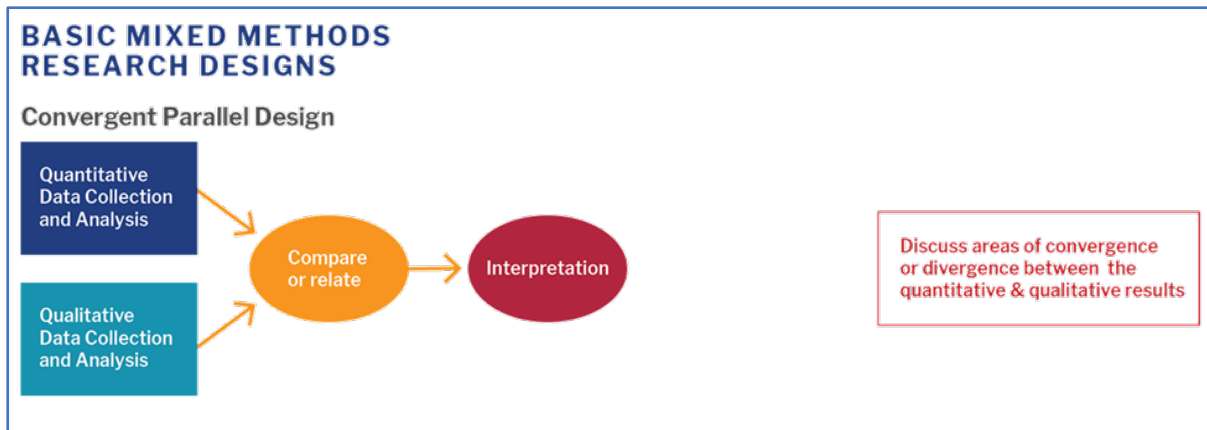 BASIC MIXED METHODS
RESEARCH DESIGNS
Convergent Parallel Design
Quantitative
Data Collection
and Analysis
Qualitative
Data Collection
and Analysis
Compare
or relate
Interpretation
Discuss areas of convergence
or divergence between the
quantitative & qualitative results